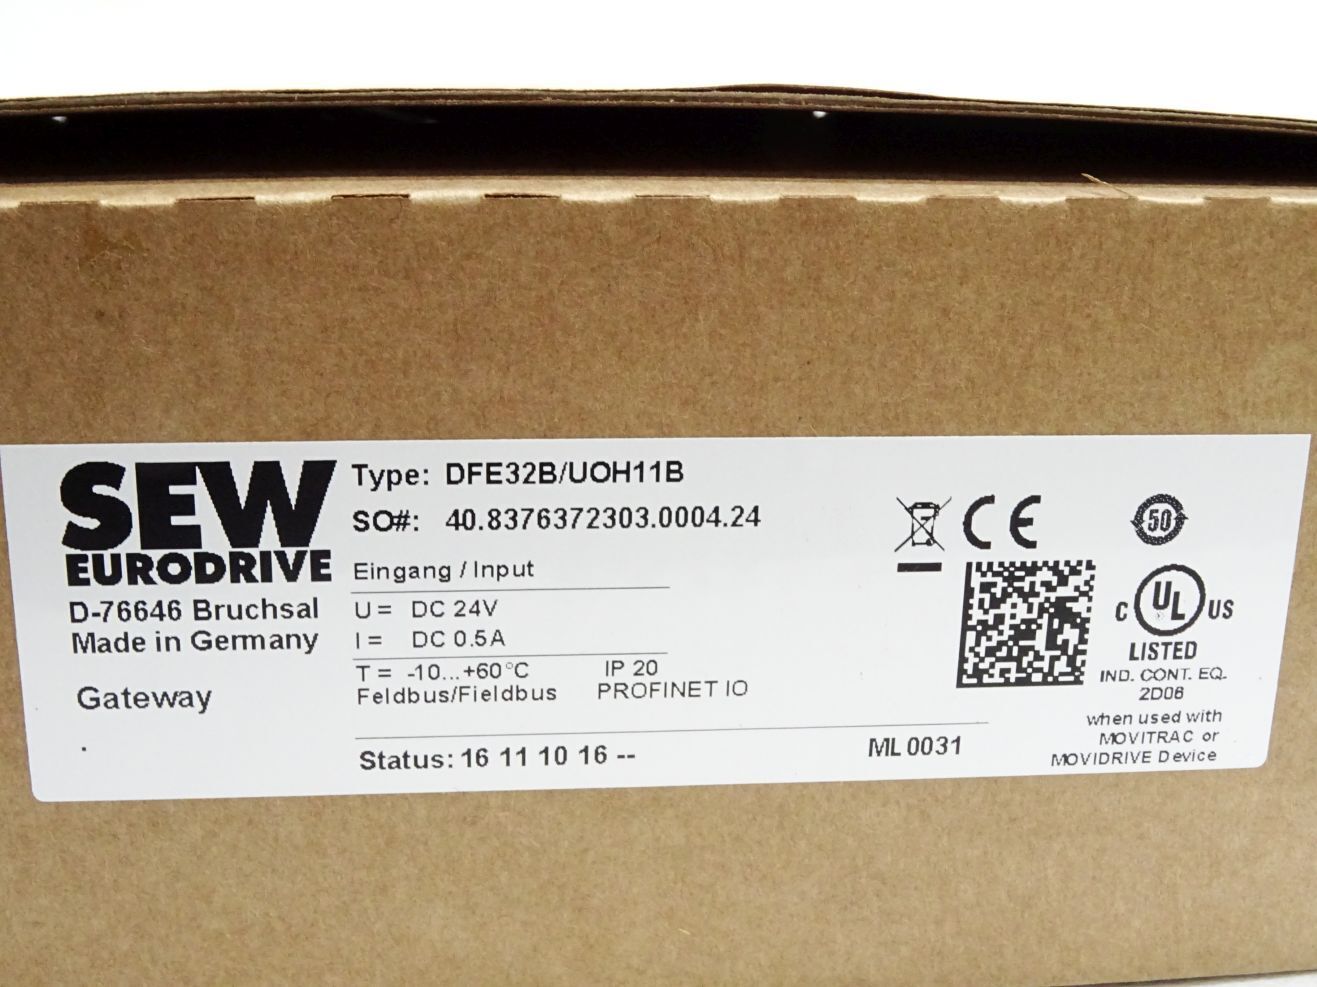 SEW
EURODRIVE
D-76646 Bruchsal
Made in Germany
Gateway
.
Type: DFE32B/UOH11B
SO#: 40.8376372303.0004.24
Eingang / Input
U = DC 24V
I = DC 0.5A
T = -10...+60°C IP 20
Feldbus/Fieldbus PROFINET IO
Status: 16 11 10 16 -- ML 0031
CE
50
C UL US
LISTED
IND. CONT. EQ.
2D06
when used with
MOVITRAC or
MOVIDRIVE Device